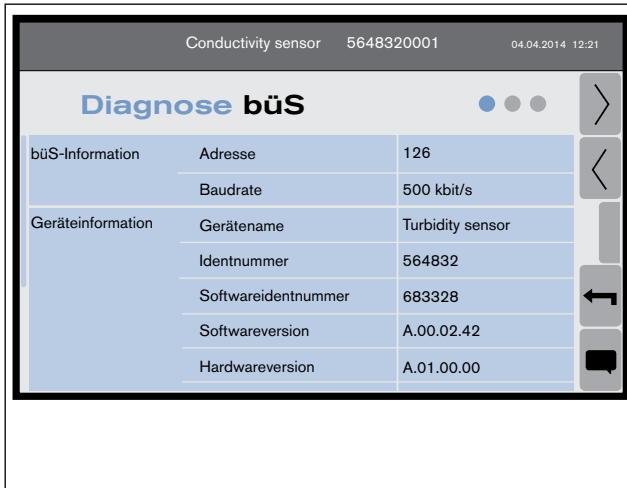 Conductivity sensor 5648320001 04.04.2014 12:21
Diagnose büS
büS-Information Adresse 126
Baudrate 500 kbit/s
Geräteinformation Gerätename Turbidity sensor
Identnummer 564832
Softwareidentnummer 683328
Softwareversion A.00.02.42
Hardwareversion A.01.00.00